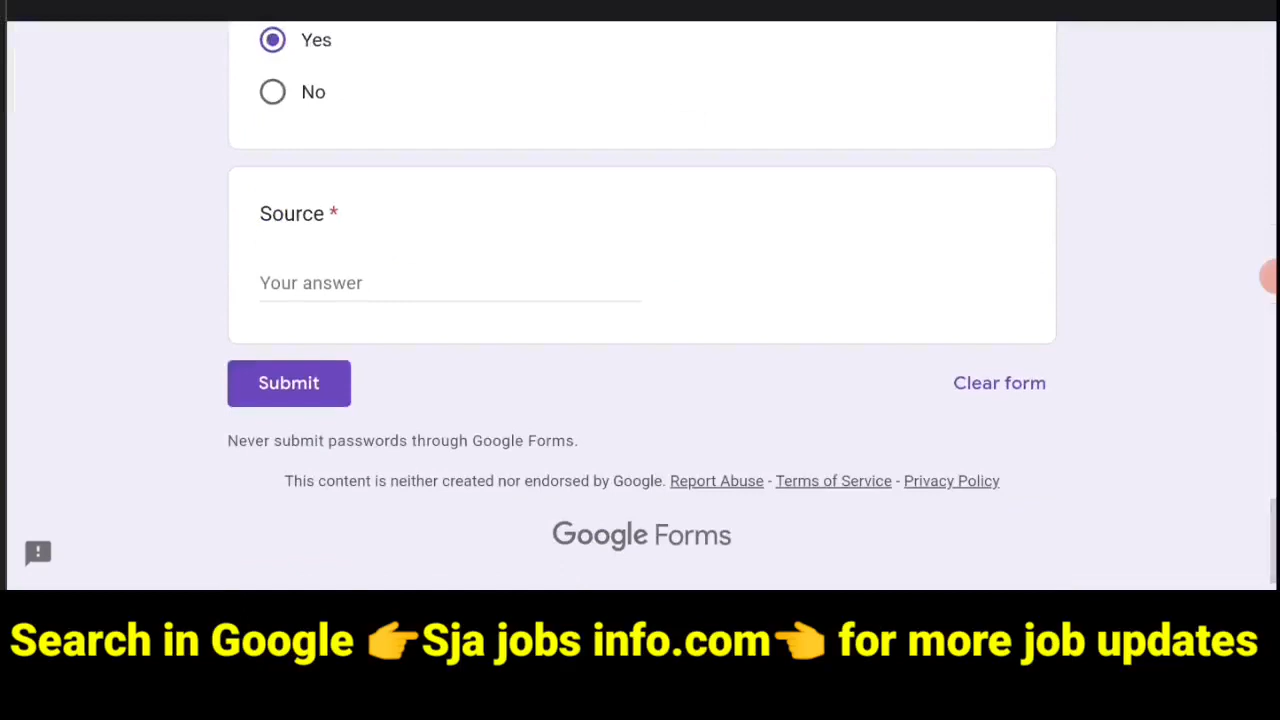 Yes
No
Source *
Your answer
Submit
Clear form
Never submit passwords through Google Forms.
This content is neither created nor endorsed by Google. Report Abuse - Terms of Service - Privacy Policy
Google Forms
Search in Google 👉Sja jobs info.com👈 for more job updates